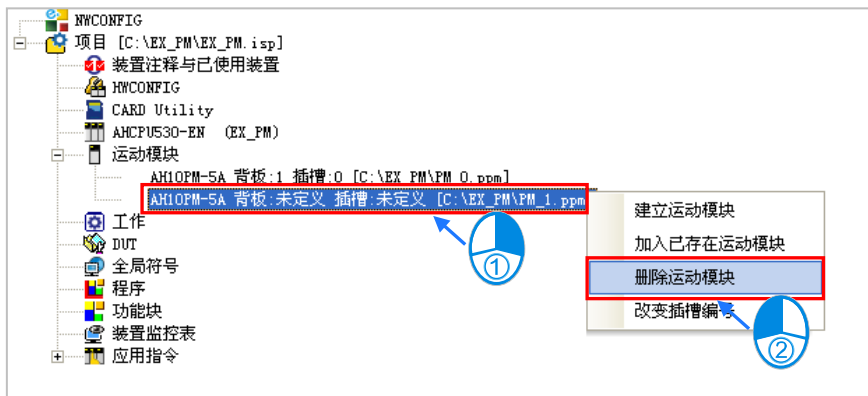 NWCONFIG
项目 [C:\EX_PM\EX_PM.isp]
装置注释与已使用装置
HWCONFIG
CARD Utility
AHCPU530-EN (EX_PM)
运动模块
AH10PM-5A 背板:1 插槽:0 [C:\EX_PM\PM_0.ppm]
AH10PM-5A 背板:未定义 插槽:未定义 [C:\EX_PM\PM_1.ppm
工作
DUT
全局符号
程序
功能块
装置监控表
应用指令
建立运动模块
加入已存在运动模块
删除运动模块
改变插槽编号
①
②